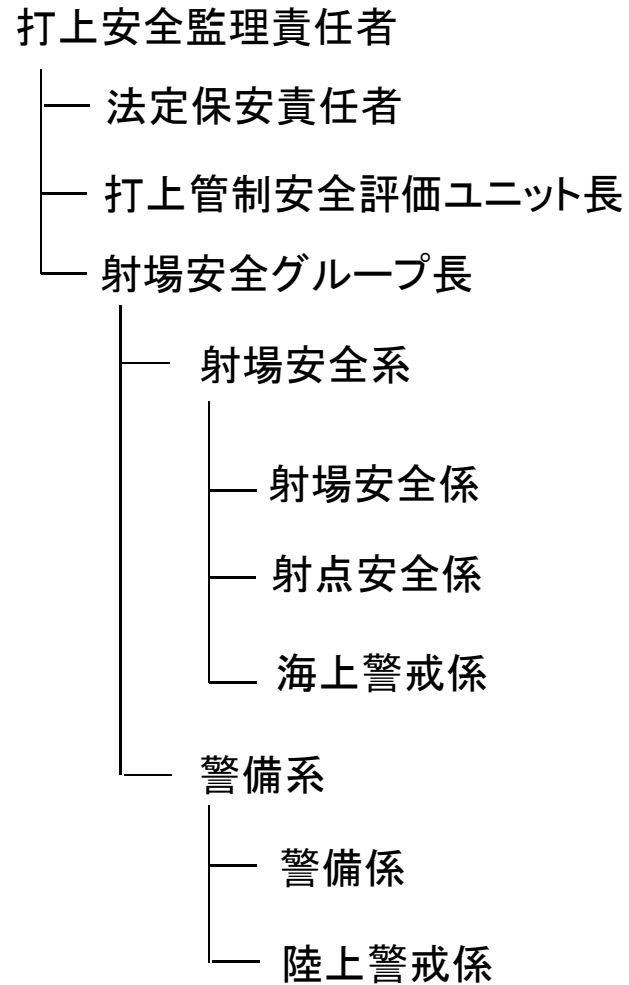 打上安全監理責任者
法定保安責任者
打上管制安全評価ユニット長
射場安全グループ長
射場安全系
射場安全係
射点安全係
海上警戒係
警備系
警備係
陸上警戒係